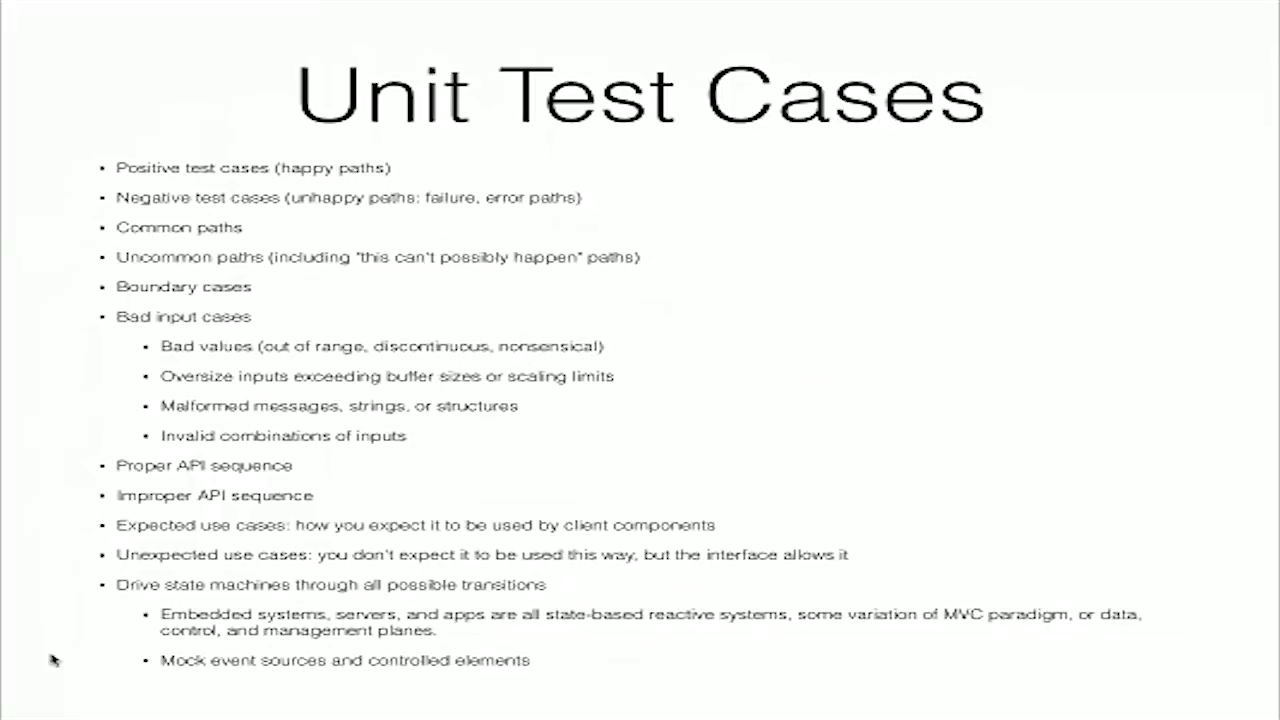 Unit Test Cases
• Positive test cases (happy paths)
• Negative test cases (unhappy paths: failure, error paths)
• Common paths
• Uncommon paths (including "this can't possibly happen" paths)
• Boundary cases
• Bad input cases
• Bad values (out of range, discontinuous, nonsensical)
• Oversize inputs exceeding buffer sizes or scaling limits
• Malformed messages, strings, or structures
• Invalid combinations of inputs
• Proper API sequence
• Improper API sequence
• Expected use cases: how you expect it to be used by client components
• Unexpected use cases: you don't expect it to be used this way, but the interface allows it
• Drive state machines through all possible transitions
• Embedded systems, servers, and apps are all state-based reactive systems, some variation of MVC paradigm, or data,
control, and management planes.
• Mock event sources and controlled elements